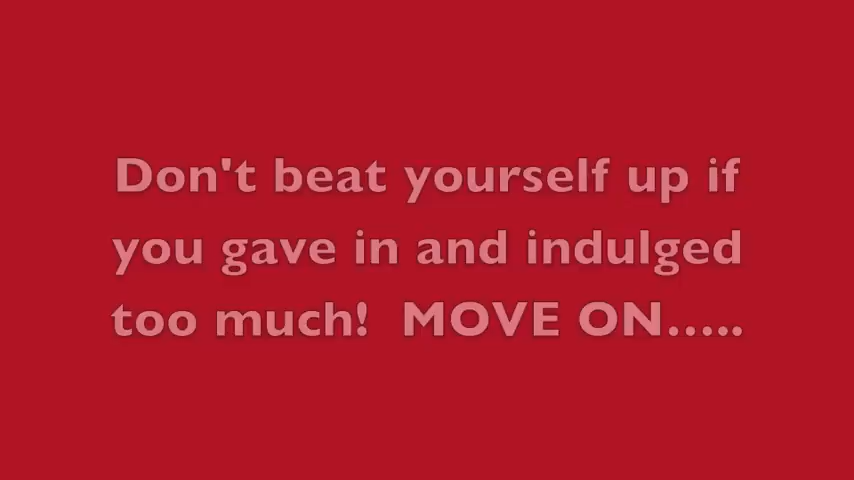 Don't beat yourself up if
you gave in and indulged
too much!  MOVE ON.....